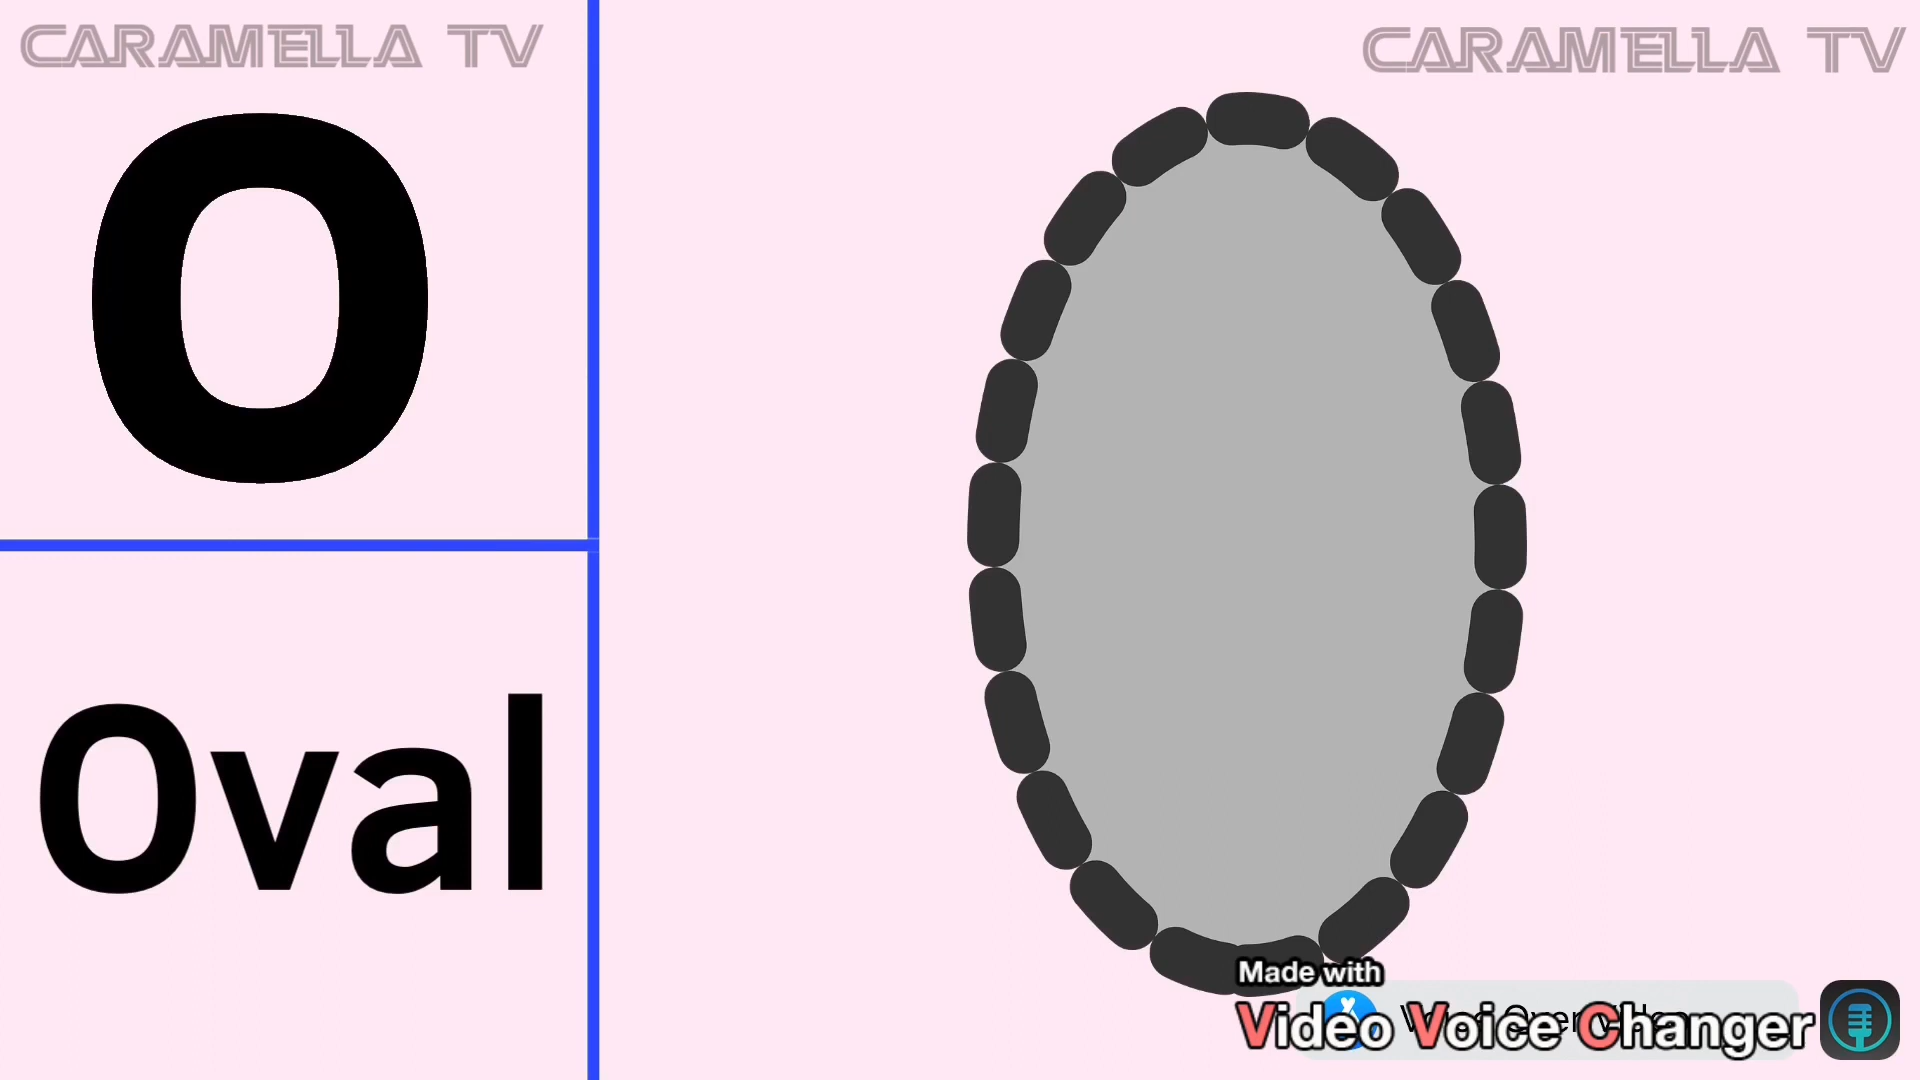 CARAMELLA TV
CARAMELLA TV
O
Oval
Made with
Video Voice Changer